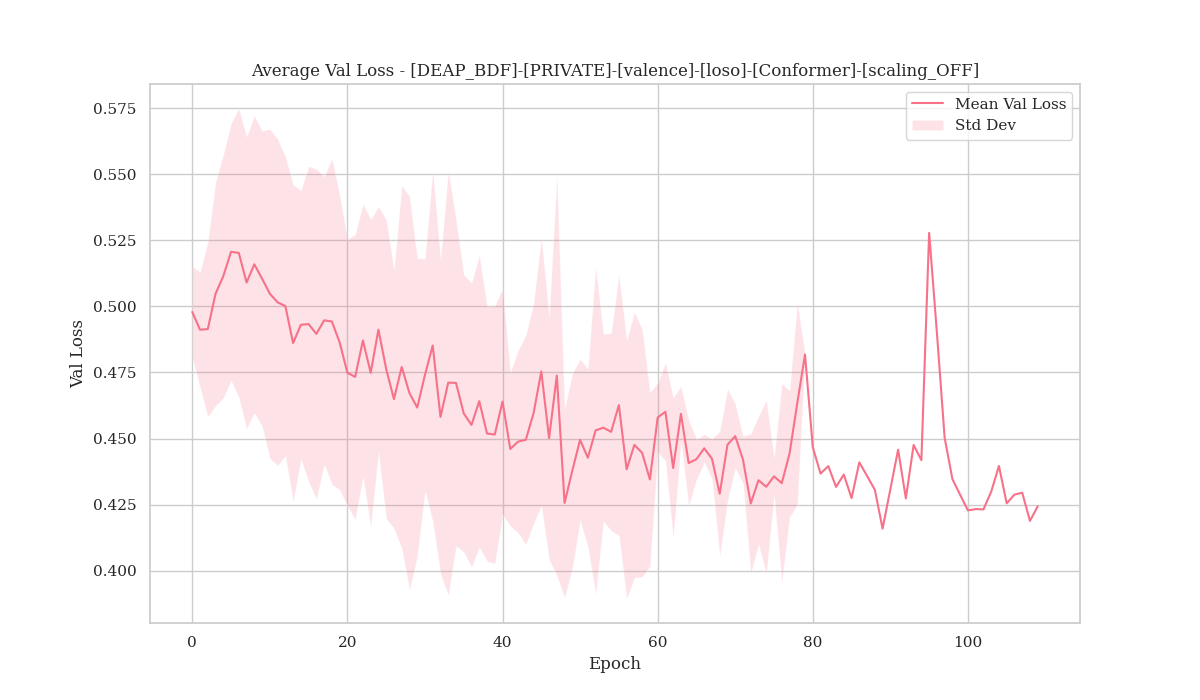 Average Val Loss - [DEAP_BDF]-[PRIVATE]-[valence]-[loso]-[Conformer]-[scaling_OFF]
Mean Val Loss
Std Dev
0.575
0.550
0.525
0.500
0.475
0.450
0.425
0.400
Val Loss
0 20 40 60 80 100
Epoch